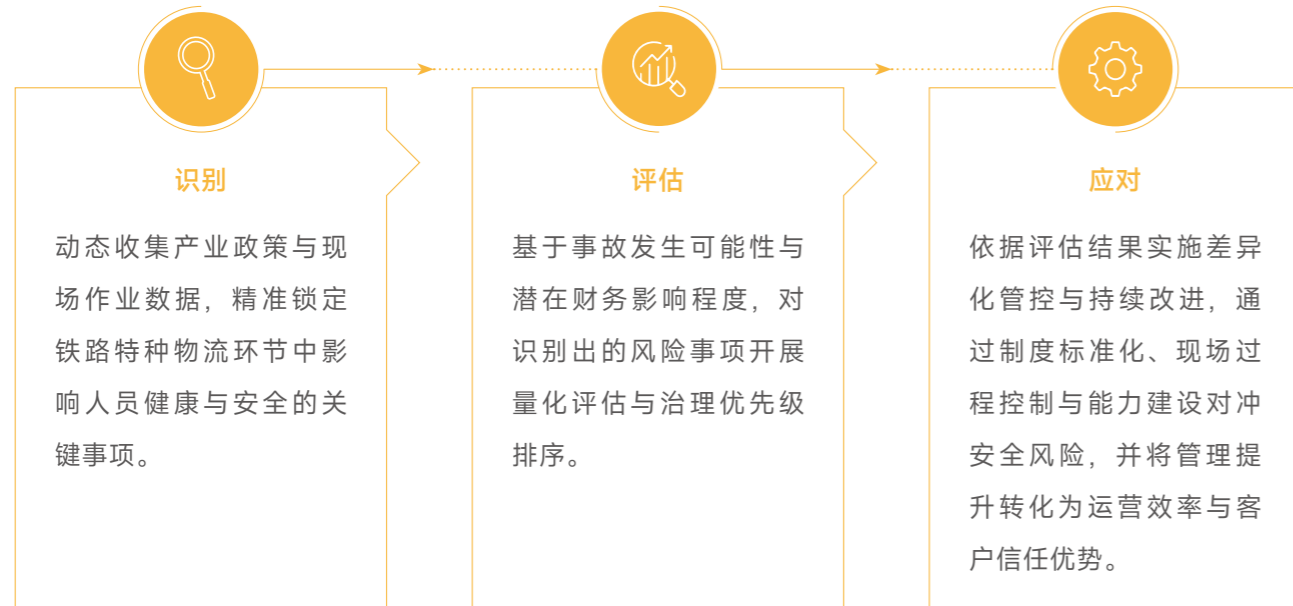 识别
动态收集产业政策与现
场作业数据，精准锁定
铁路特种物流环节中影
响人员健康与安全的关
键事项。
评估
基于事故发生可能性与
潜在财务影响程度，对
识别出的风险事项开展
量化评估与治理优先级
排序。
应对
依据评估结果实施差异
化管控与持续改进，通
过制度标准化、现场过
程控制与能力建设对冲
安全风险，并将管理提
升转化为运营效率与客
户信任优势。